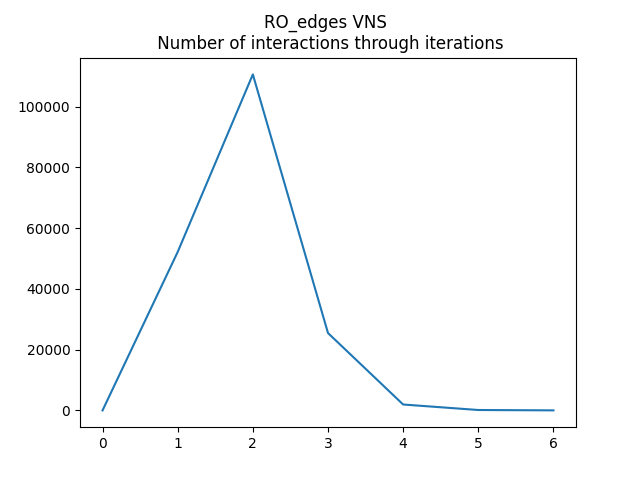 RO_edges VNS
Number of interactions through iterations
100000
80000
60000
40000
20000
0
0 1 2 3 4 5 6